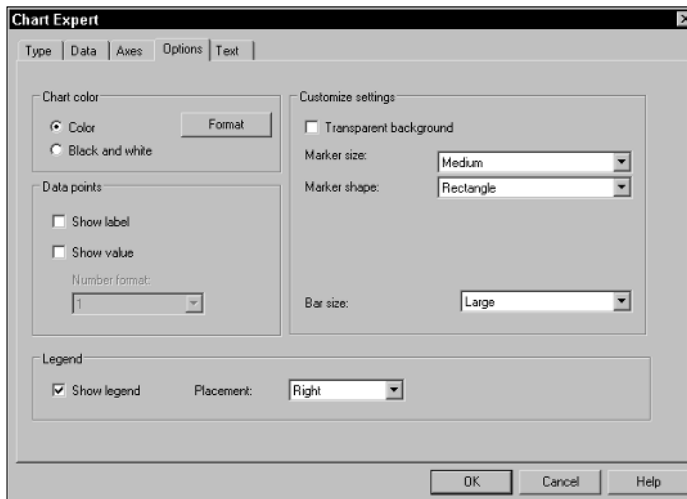 Chart Expert
Type Data Axes Options Text
Chart color
Color
Format
Black and white
Data points
Show label
Show value
Number format:
1
Customize settings
Transparent background
Marker size: Medium
Marker shape: Rectangle
Bar size: Large
Legend
Show legend Placement: Right
OK Cancel Help